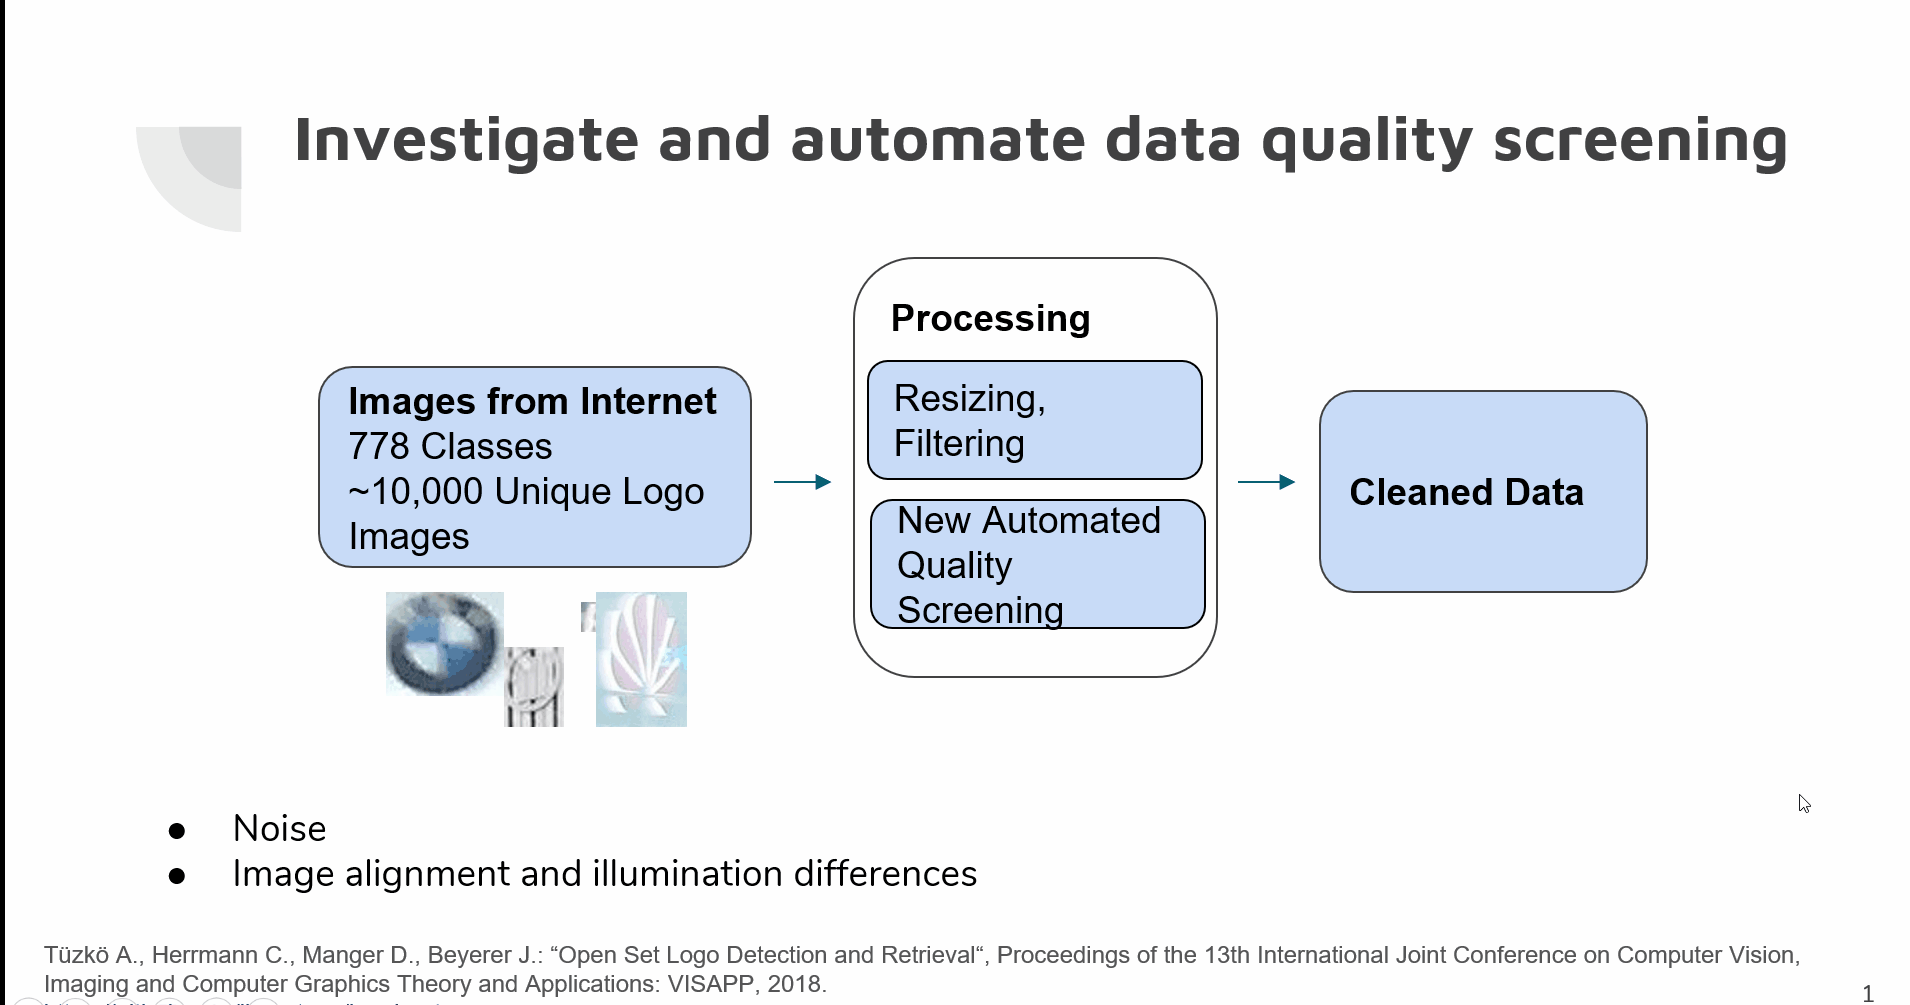 Investigate and automate data quality screening
Images from Internet
778 Classes
~10,000 Unique Logo
Images
Processing
Resizing,
Filtering
New Automated
Quality
Screening
Cleaned Data
● Noise
● Image alignment and illumination differences
Tüzkö A., Herrmann C., Manger D., Beyerer J.: “Open Set Logo Detection and Retrieval“, Proceedings of the 13th International Joint Conference on Computer Vision,
Imaging and Computer Graphics Theory and Applications: VISAPP, 2018.
1